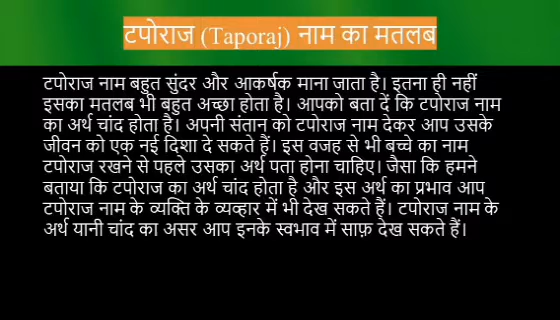 टपोराज (Taporaj) नाम का मतलब
टपोराज नाम बहुत सुंदर और आकर्षक माना जाता है। इतना ही नहीं
इसका मतलब भी बहुत अच्छा होता है। आपको बता दें कि टपोराज नाम
का अर्थ चांद होता है। अपनी संतान को टपोराज नाम देकर आप उसके
जीवन को एक नई दिशा दे सकते हैं। इस वजह से भी बच्चे का नाम
टपोराज रखने से पहले उसका अर्थ पता होना चाहिए। जैसा कि हमने
बताया कि टपोराज का अर्थ चांद होता है और इस अर्थ का प्रभाव आप
टपोराज नाम के व्यक्ति के व्यव्हार में भी देख सकते हैं। टपोराज नाम के
अर्थ यानी चांद का असर आप इनके स्वभाव में साफ़ देख सकते हैं।